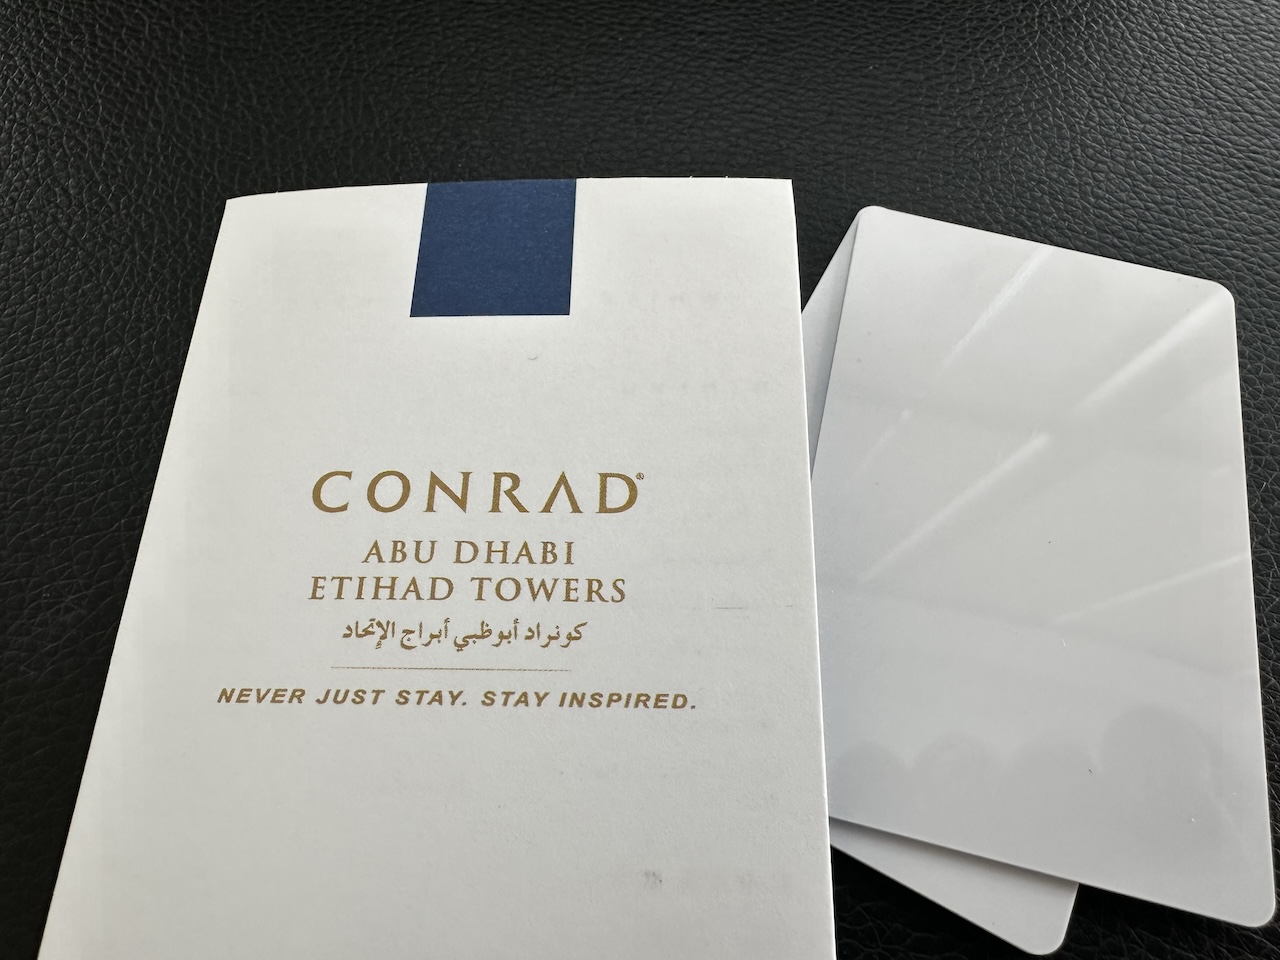 CONRAD®
ABU DHABI
ETIHAD TOWERS
كونراد أبوظبي أبراج الإتحاد
NEVER JUST STAY. STAY INSPIRED.